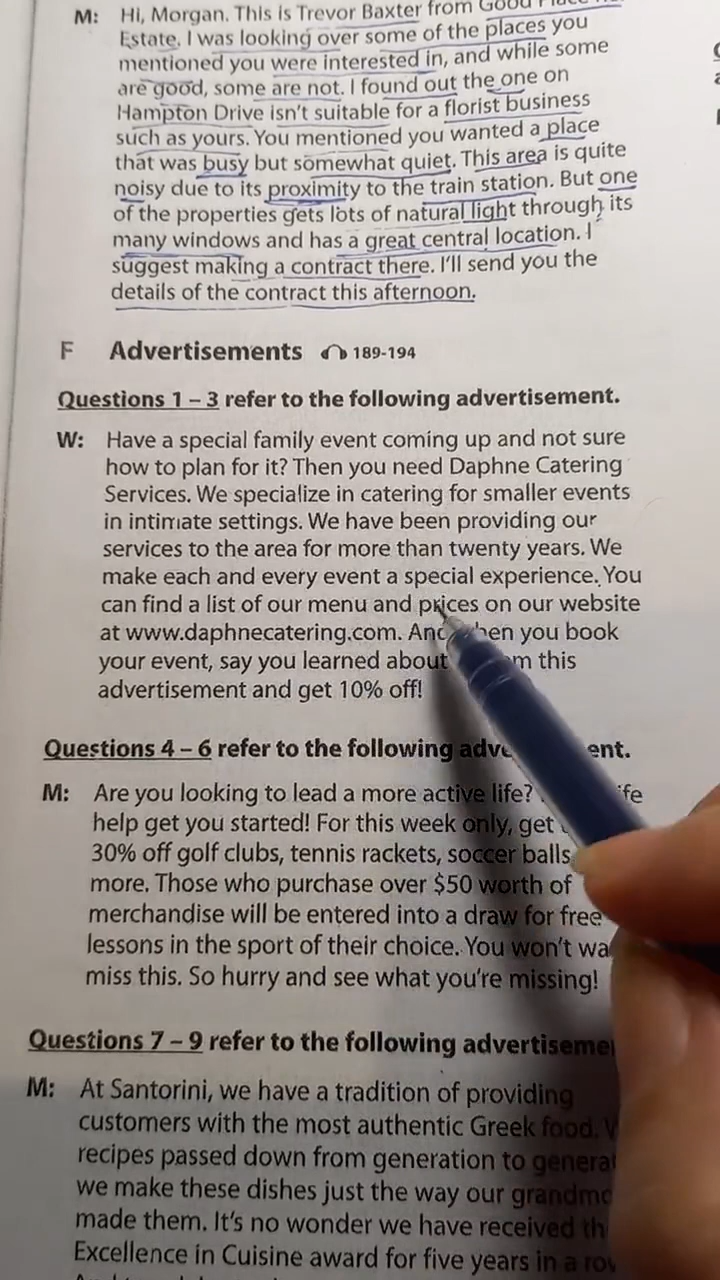 M: Hi, Morgan. This is Trevor Baxter from Good Place
Estate. I was looking over some of the places you
mentioned you were interested in, and while some
are good, some are not. I found out the one on
Hampton Drive isn't suitable for a florist business
such as yours. You mentioned you wanted a place
that was busy but somewhat quiet. This area is quite
noisy due to its proximity to the train station. But one
of the properties gets lots of natural light through its
many windows and has a great central location. I
suggest making a contract there. I'll send you the
details of the contract this afternoon.
F Advertisements 189-194
Questions 1 – 3 refer to the following advertisement.
W: Have a special family event coming up and not sure
how to plan for it? Then you need Daphne Catering
Services. We specialize in catering for smaller events
in intimate settings. We have been providing our
services to the area for more than twenty years. We
make each and every event a special experience. You
can find a list of our menu and prices on our website
at www.daphnecatering.com. And when you book
your event, say you learned about this
advertisement and get 10% off!
Questions 4 – 6 refer to the following
M: Are you looking to lead a more active life?
help get you started! For this week only, get
30% off golf clubs, tennis rackets, soccer balls
more. Those who purchase over $50 worth of
merchandise will be entered into a draw for free
lessons in the sport of their choice. You won't
miss this. So hurry and see what you're missing!
Questions 7 – 9 refer to the following
M: At Santorini, we have a tradition of providing
customers with the most authentic Greek food.
recipes passed down from generation to
we make these dishes just the way our
made them. It's no wonder we have received
Excellence in Cuisine award for five years in a